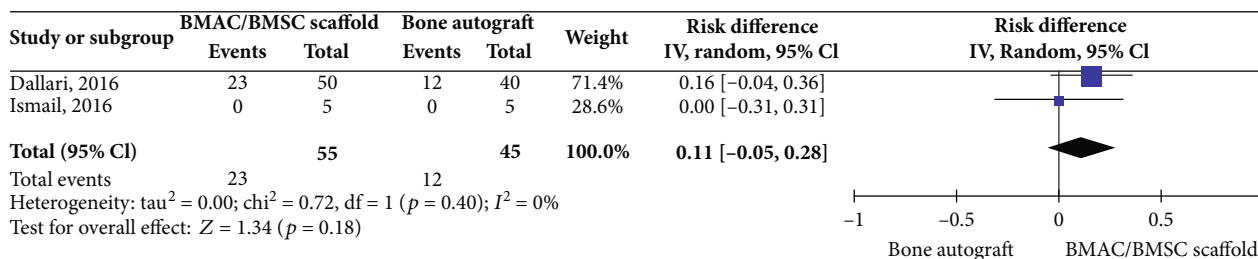 Study or subgroup BMAC/BMSC scaffold Bone autograft Weight Risk difference Risk difference
Events Total Events Total IV, random, 95% Cl IV, Random, 95% Cl
Dallari, 2016 23 50 12 40 71.4% 0.16 [–0.04, 0.36]
Ismail, 2016 0 5 0 5 28.6% 0.00 [–0.31, 0.31]
Total (95% Cl) 55 45 100.0% 0.11 [–0.05, 0.28]
Total events 23 12
Heterogeneity: tau² = 0.00; chi² = 0.72, df = 1 (p = 0.40); I² = 0%
Test for overall effect: Z = 1.34 (p = 0.18)
–1 –0.5 0 0.5
Bone autograft BMAC/BMSC scaffold